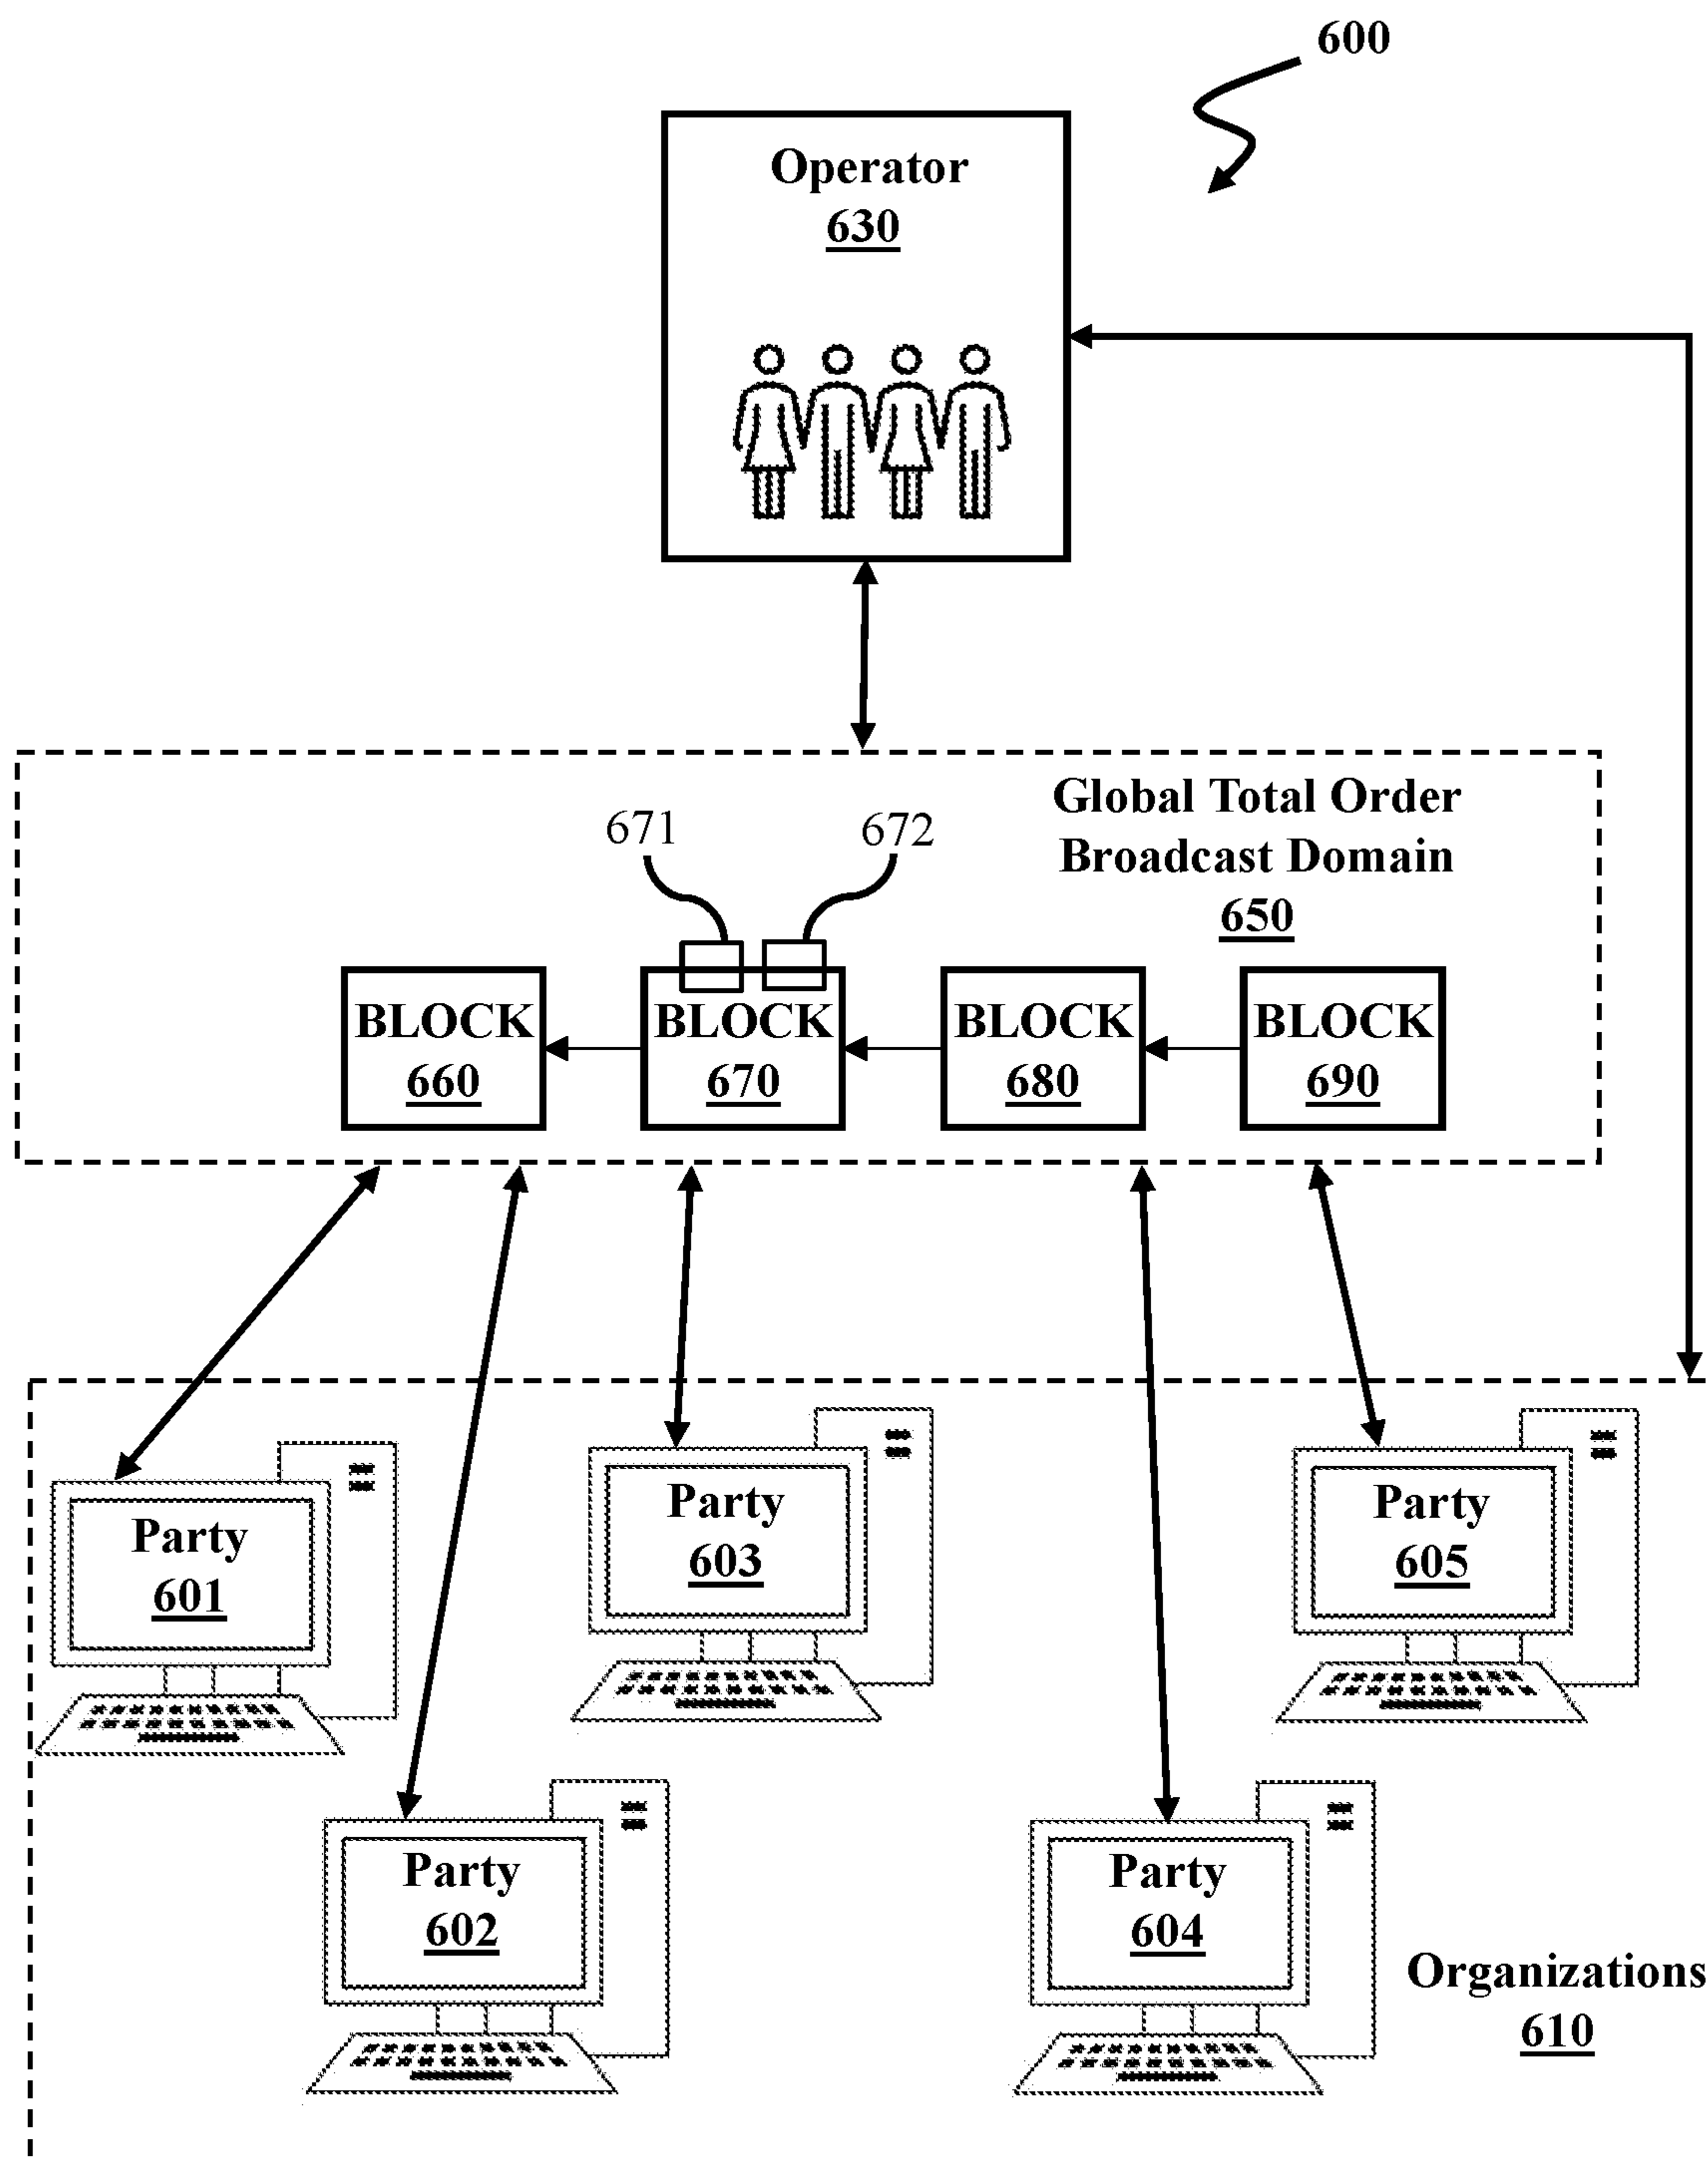 600
Operator
630
Global Total Order
Broadcast Domain
650
671
672
BLOCK
660
BLOCK
670
BLOCK
680
BLOCK
690
Party
601
Party
603
Party
605
Party
602
Party
604
Organizations
610